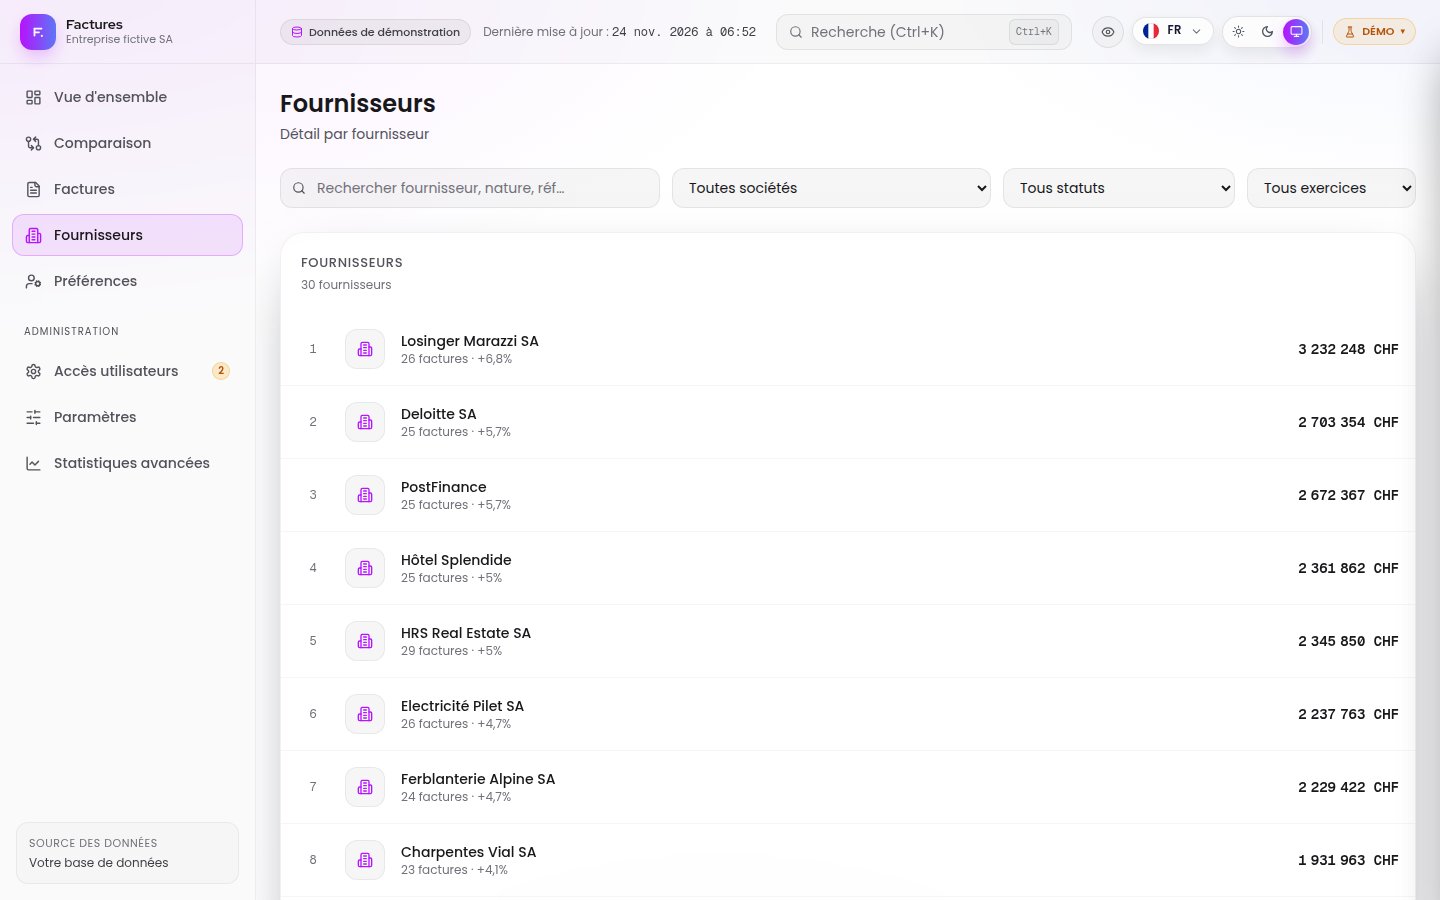 F.
Factures
Entreprise fictive SA
Données de démonstration
Dernière mise à jour : 24 nov. 2026 à 06:52
Recherche (Ctrl+K)
Ctrl+K
FR
DÉMO
Vue d'ensemble
Comparaison
Factures
Fournisseurs
Préférences
ADMINISTRATION
Accès utilisateurs
2
Paramètres
Statistiques avancées
SOURCE DES DONNÉES
Votre base de données
Fournisseurs
Détail par fournisseur
Rechercher fournisseur, nature, réf…
Toutes sociétés
Tous statuts
Tous exercices
FOURNISSEURS
30 fournisseurs
1
Losinger Marazzi SA
26 factures · +6,8%
3 232 248 CHF
2
Deloitte SA
25 factures · +5,7%
2 703 354 CHF
3
PostFinance
25 factures · +5,7%
2 672 367 CHF
4
Hôtel Splendide
25 factures · +5%
2 361 862 CHF
5
HRS Real Estate SA
29 factures · +5%
2 345 850 CHF
6
Electricité Pilet SA
26 factures · +4,7%
2 237 763 CHF
7
Ferblanterie Alpine SA
24 factures · +4,7%
2 229 422 CHF
8
Charpentes Vial SA
23 factures · +4,1%
1 931 963 CHF